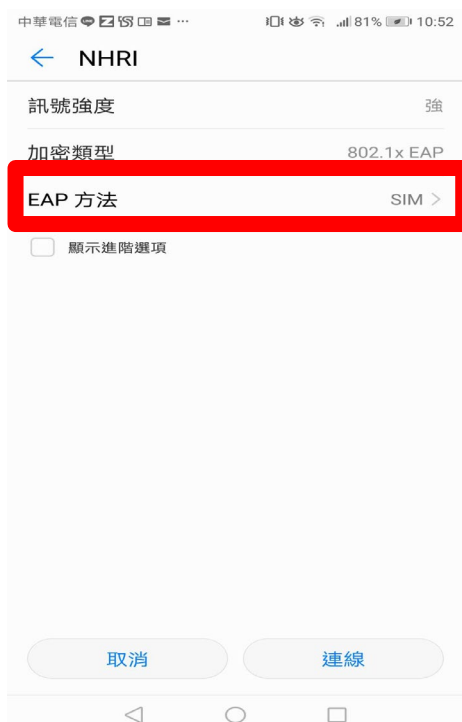 中華電信 ... 81% 10:52
NHRI
訊號強度 強
加密類型 802.1x EAP
EAP 方法 SIM >
顯示進階選項
取消 連線